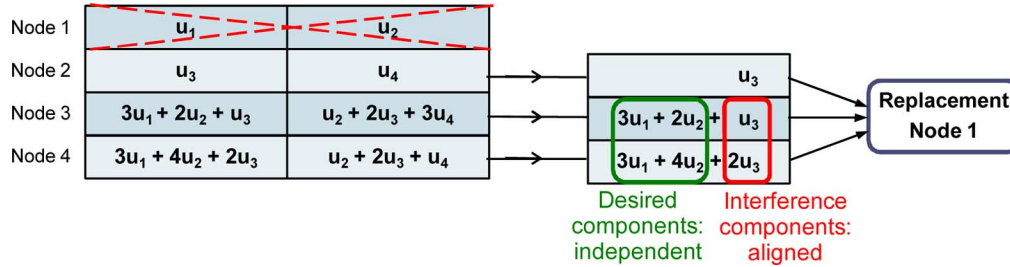 Node 1 u₁ u₂
Node 2 u₃ u₄ u₃
Node 3 3u₁ + 2u₂ + u₃ u₂ + 2u₃ + 3u₄ 3u₁ + 2u₂ + u₃
Node 4 3u₁ + 4u₂ + 2u₃ u₂ + 2u₃ + u₄ 3u₁ + 4u₂ + 2u₃
Replacement
Node 1
Desired
components:
independent
Interference
components:
aligned